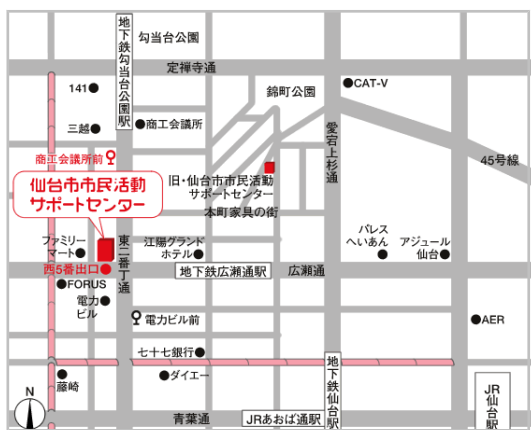 勾当台公園
地下鉄勾当台公園駅
定禅寺通
141
錦町公園
CAT-V
三越
商工会議所
愛宕上杉通
45号線
商工会議所前
仙台市市民活動
サポートセンター
旧・仙台市市民活動
サポートセンター
本町家具の街
ファミリー
マート
東二番丁通
江陽グランド
ホテル
パレス
へいあん
アジュール
仙台
西5番出口
地下鉄広瀬通駅
広瀬通
FORUS
電力
ビル
電力ビル前
AER
七十七銀行
地下鉄仙台駅
藤崎
ダイエー
JR仙台駅
N
青葉通
JRあおば通駅